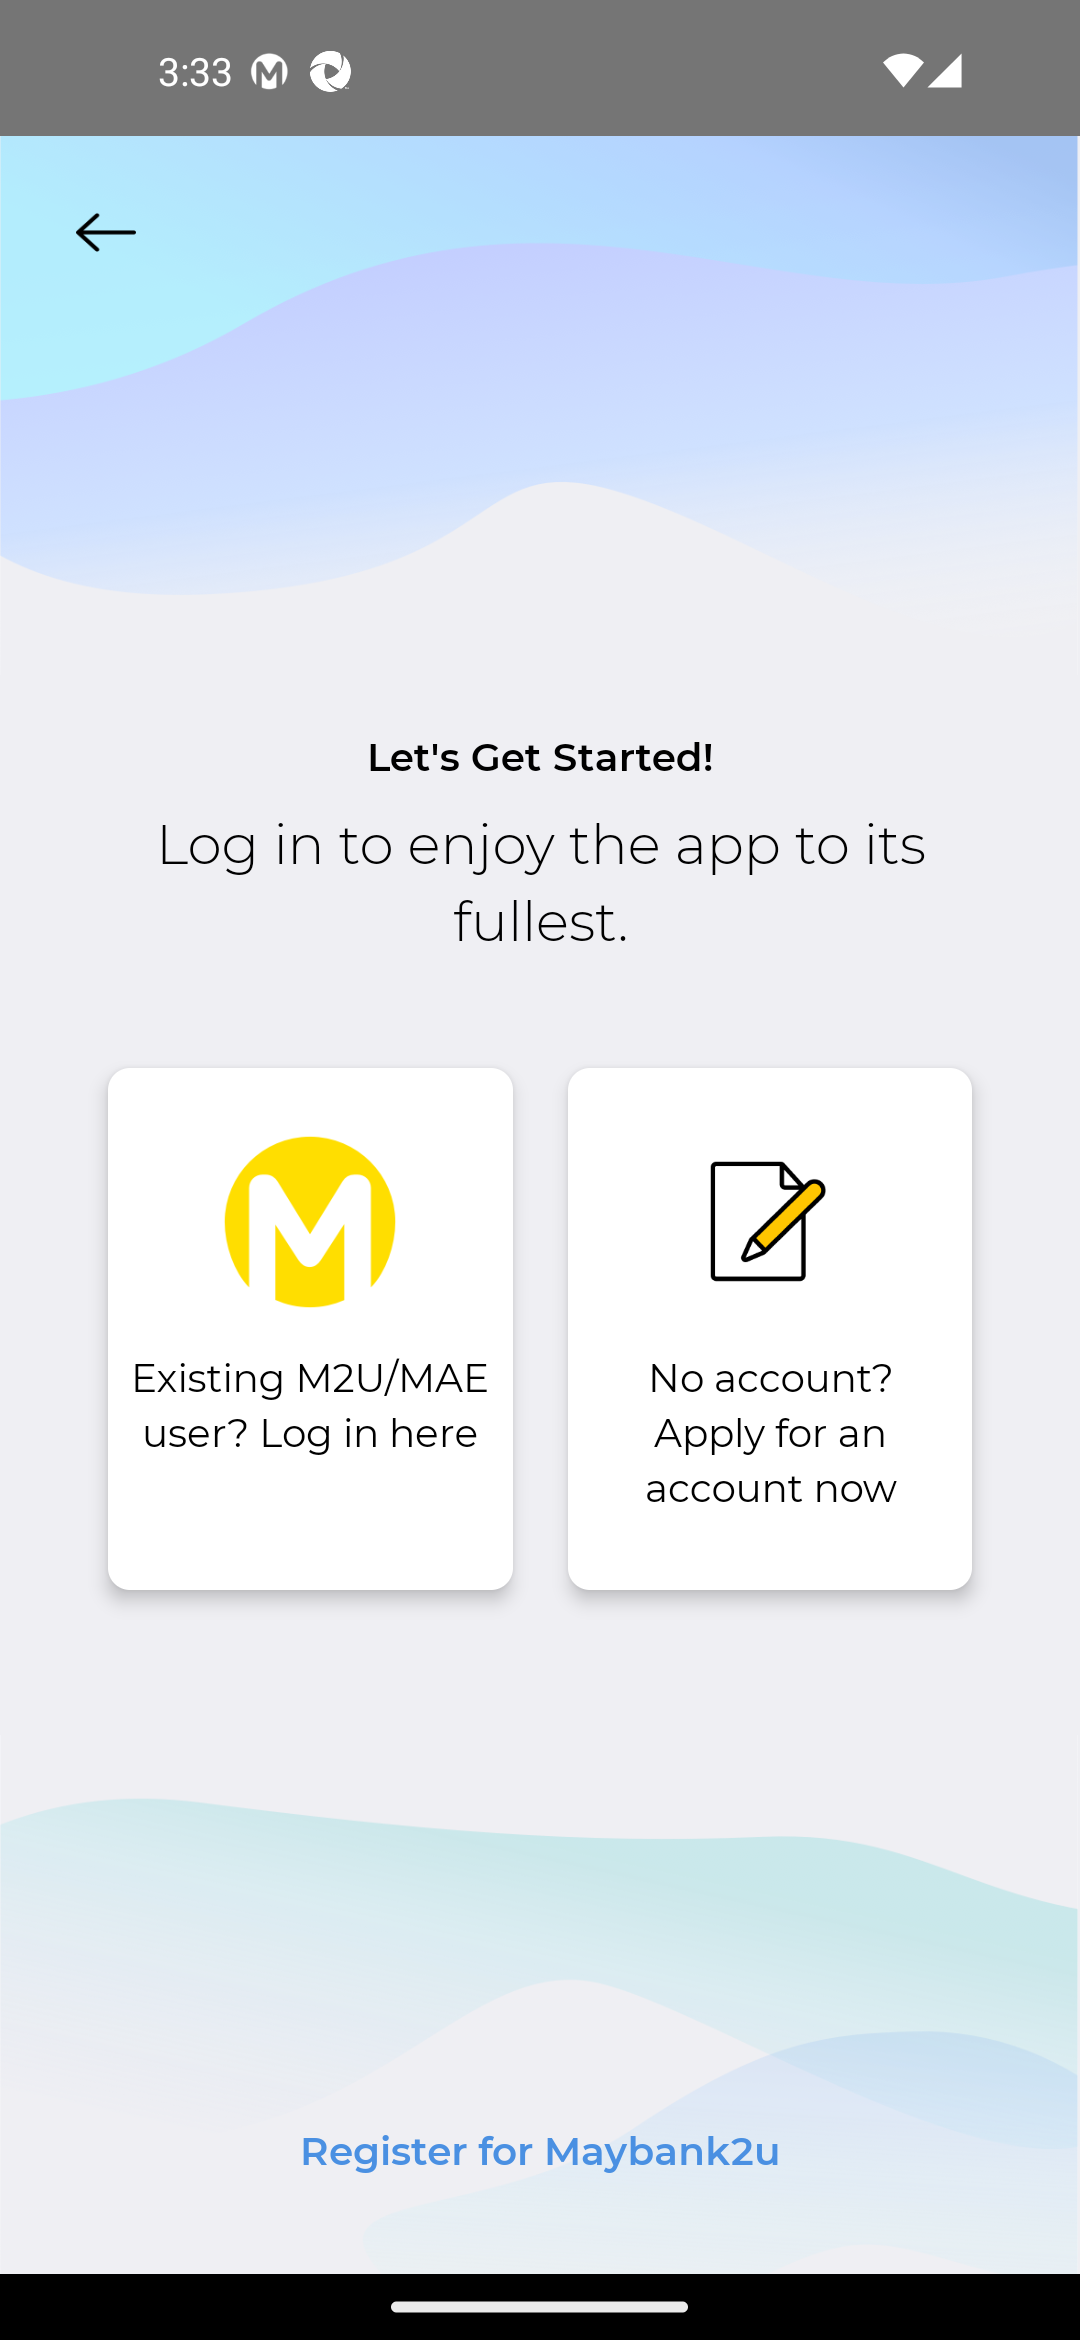 3:33
Let's Get Started!
Log in to enjoy the app to its
fullest.
Existing M2U/MAE
user? Log in here
No account?
Apply for an
account now
Register for Maybank2u